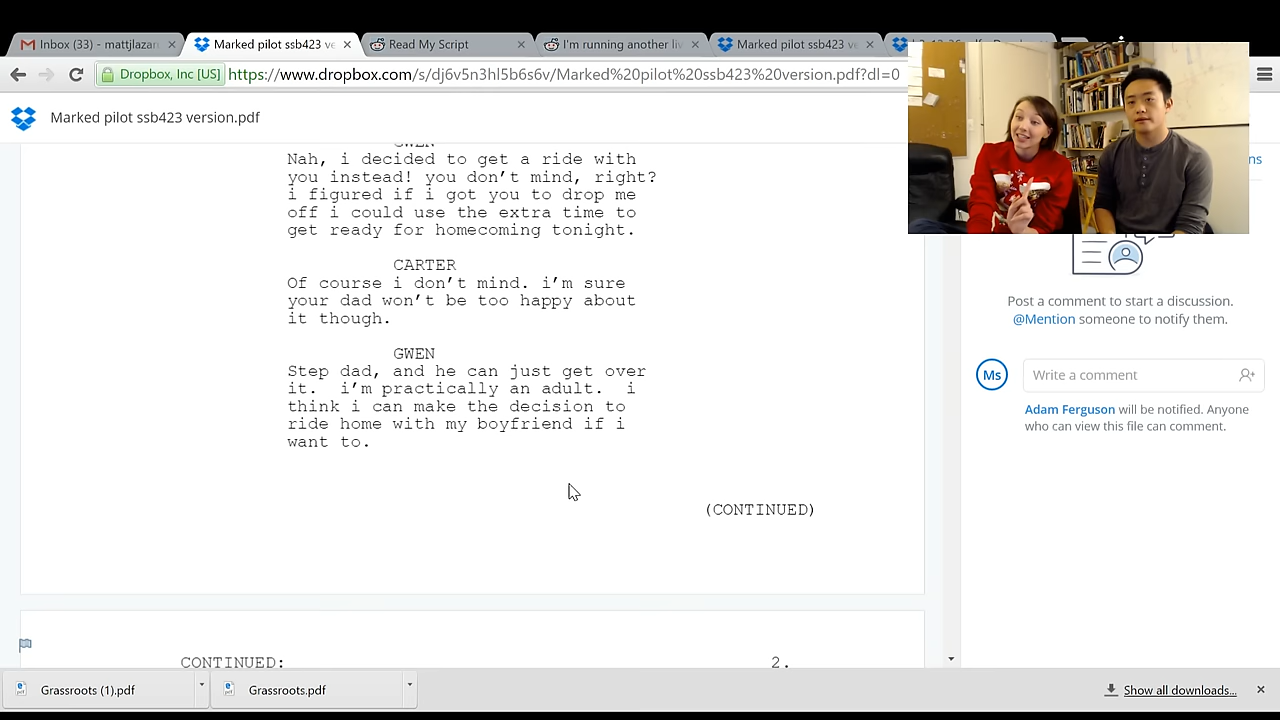 Inbox (33) - mattjlazar
Marked pilot ssb423 ve
Read My Script
I'm running another liv
Marked pilot ssb423 ve
Dropbox, Inc [US]
https://www.dropbox.com/s/dj6v5n3hl5b6s6v/Marked%20pilot%20ssb423%20version.pdf?dl=0
Marked pilot ssb423 version.pdf
GWEN
Nah, i decided to get a ride with
you instead! you don't mind, right?
i figured if i got you to drop me
off i could use the extra time to
get ready for homecoming tonight.
CARTER
Of course i don't mind. i'm sure
your dad won't be too happy about
it though.
GWEN
Step dad, and he can just get over
it. i'm practically an adult. i
think i can make the decision to
ride home with my boyfriend if i
want to.
(CONTINUED)
CONTINUED:
2.
ns
Post a comment to start a discussion.
@Mention someone to notify them.
Ms
Write a comment
Adam Ferguson will be notified. Anyone
who can view this file can comment.
Grassroots (1).pdf
Grassroots.pdf
Show all downloads...